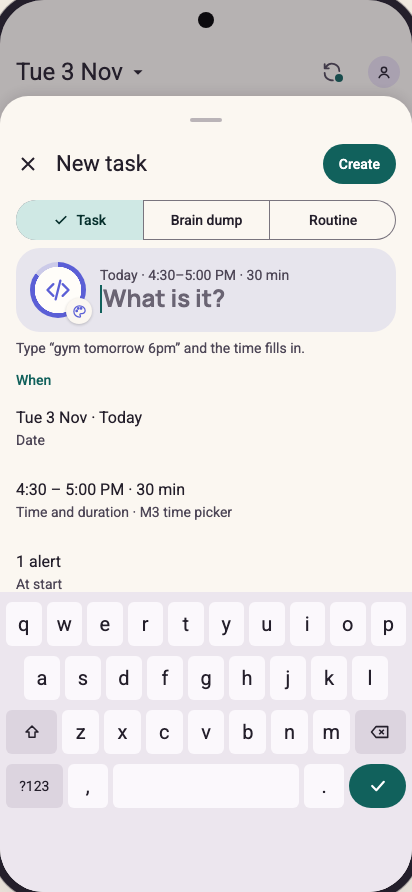 Tue 3 Nov
New task
Create
Task
Brain dump
Routine
Today · 4:30–5:00 PM · 30 min
What is it?
Type “gym tomorrow 6pm” and the time fills in.
When
Tue 3 Nov · Today
Date
4:30 – 5:00 PM · 30 min
Time and duration · M3 time picker
1 alert
At start
q w e r t y u i o p
a s d f g h j k l
z x c v b n m
?123 , .